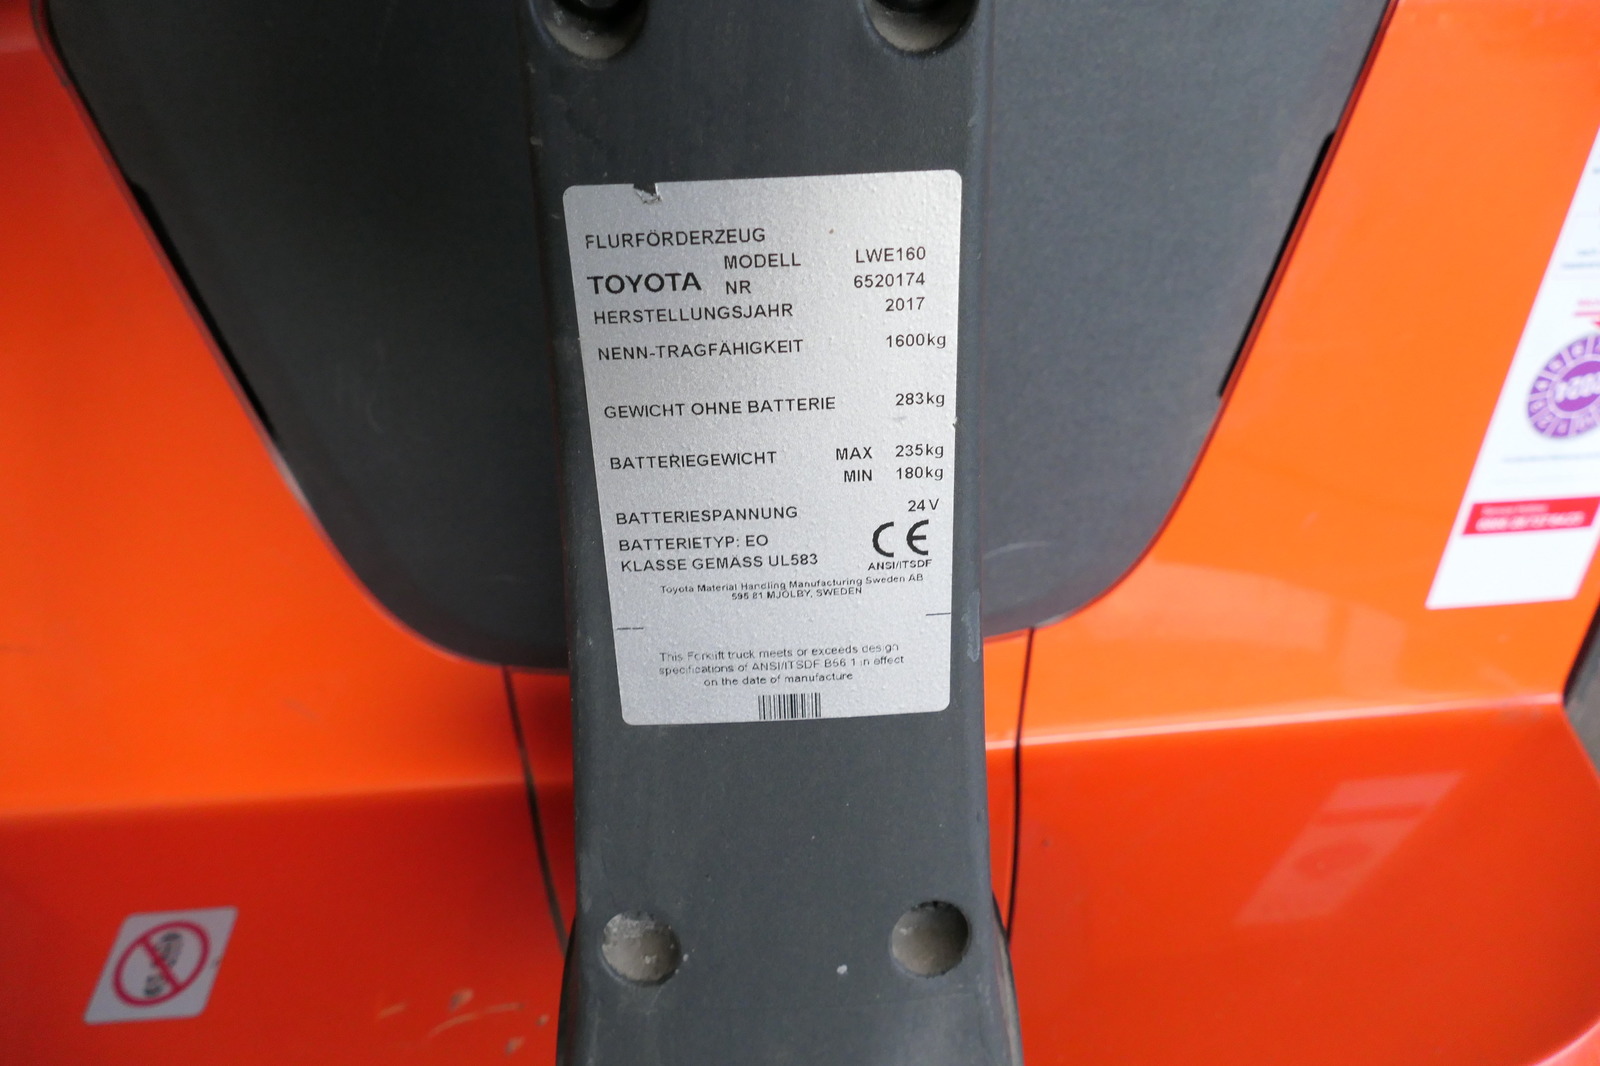 FLURFÖRDERZEUG
MODELL LWE160
TOYOTA NR 6520174
HERSTELLUNGSJAHR 2017
NENN-TRAGFÄHIGKEIT 1600kg
GEWICHT OHNE BATTERIE 283kg
BATTERIEGEWICHT MAX 235kg
MIN 180kg
BATTERIESPANNUNG 24V
BATTERIETYP: EO CE
KLASSE GEMASS UL583 ANSI/ITSDF
Toyota Material Handling Manufacturing Sweden AB
595 81 MJOLBY, SWEDEN
This Forklift truck meets or exceeds design
specifications of ANSI/ITSDF B56 1 in effect
on the date of manufacture
2024